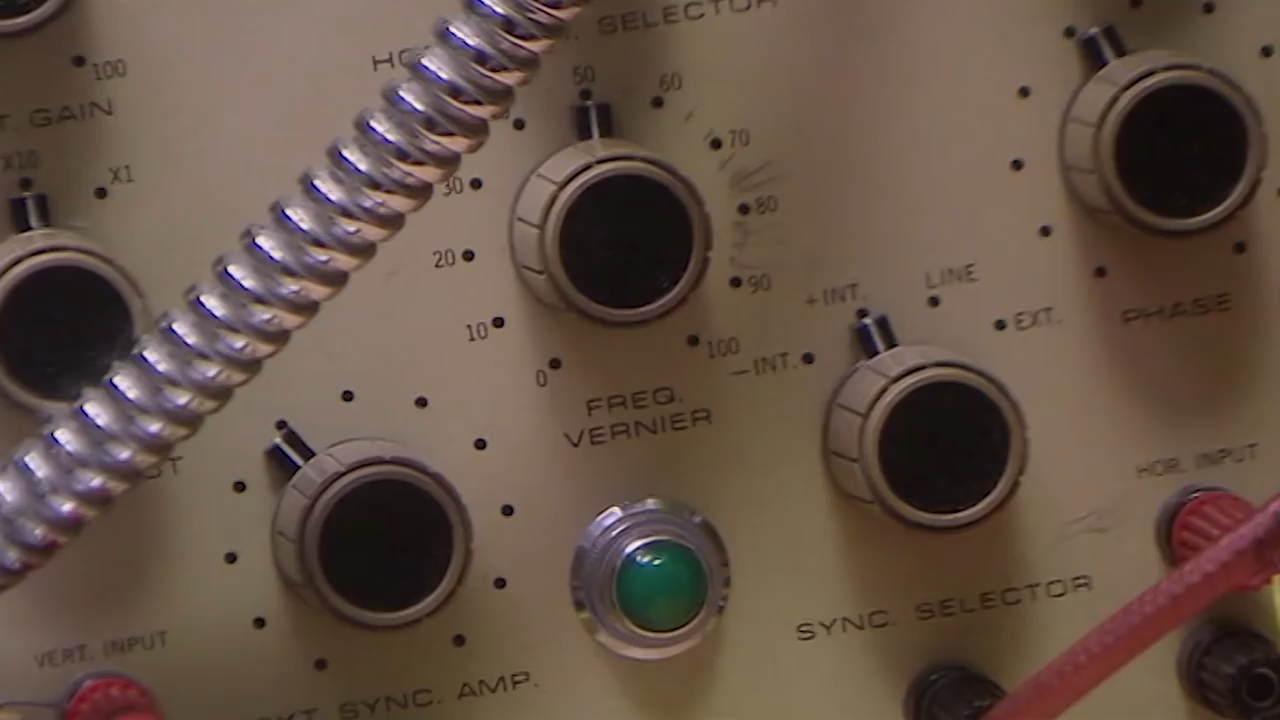 SELECTOR
100
GAIN
X10
X1
50
60
70
30
80
20
90
10
100
0
FREQ.
VERNIER
+INT.
LINE
EXT.
—INT.
PHASE
HOR. INPUT
SYNC. SELECTOR
VERT. INPUT
SYNC. AMP.